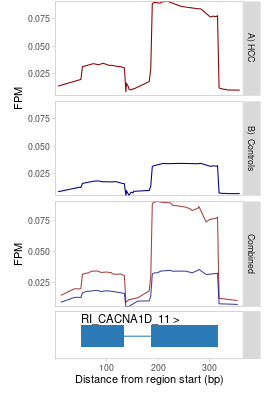 0.075
0.050
0.025
A) HCC
FPM
0.075
0.050
0.025
B) Controls
0.075
0.050
0.025
FPM
Combined
RI_CACNA1D_11 >
100
200
300
Distance from region start (bp)